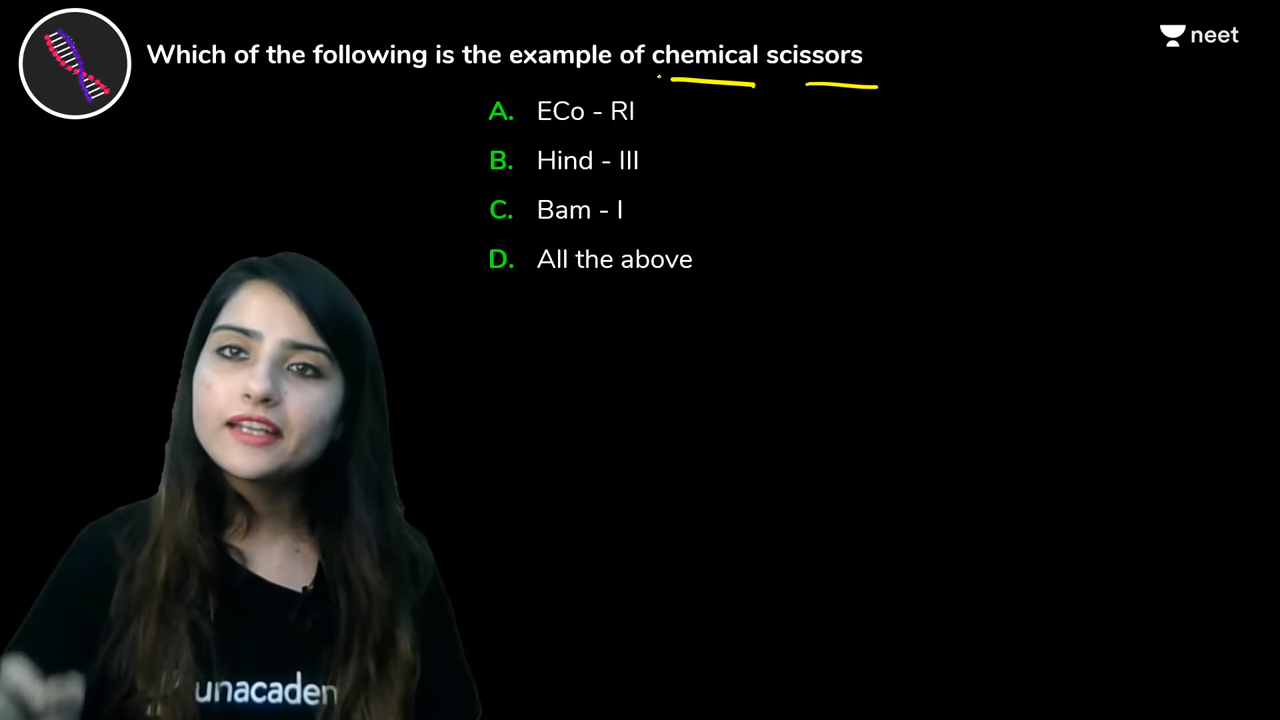 Which of the following is the example of chemical scissors
neet
A. ECo - RI
B. Hind - III
C. Bam - I
D. All the above
unacaden